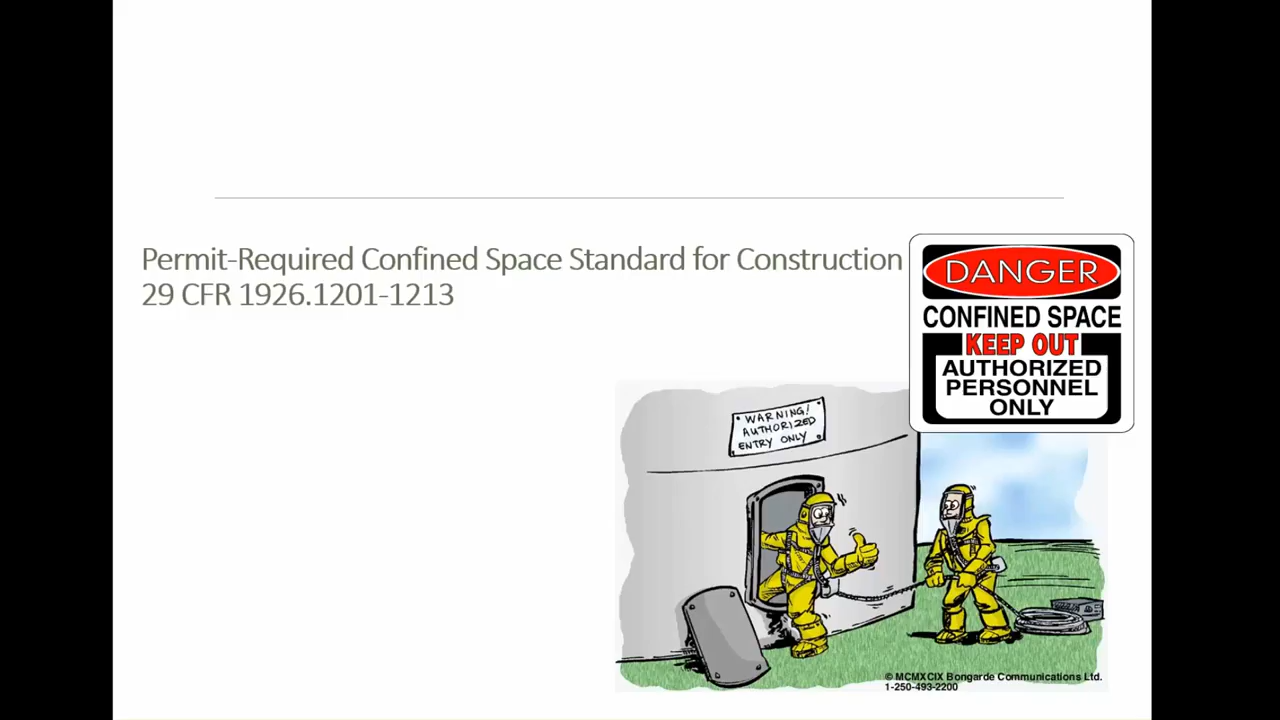 Permit-Required Confined Space Standard for Construction
29 CFR 1926.1201-1213
DANGER
CONFINED SPACE
KEEP OUT
AUTHORIZED
PERSONNEL
ONLY
WARNING!
AUTHORIZED
ENTRY ONLY
© MCMXCIX Bongarde Communications Ltd.
1-250-493-2200